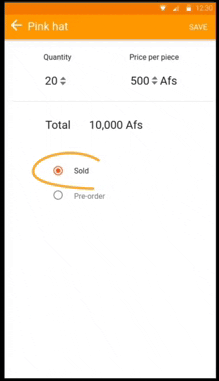 12:30
Pink hat SAVE
Quantity Price per piece
20 500 Afs
Total 10,000 Afs
Sold
Pre-order